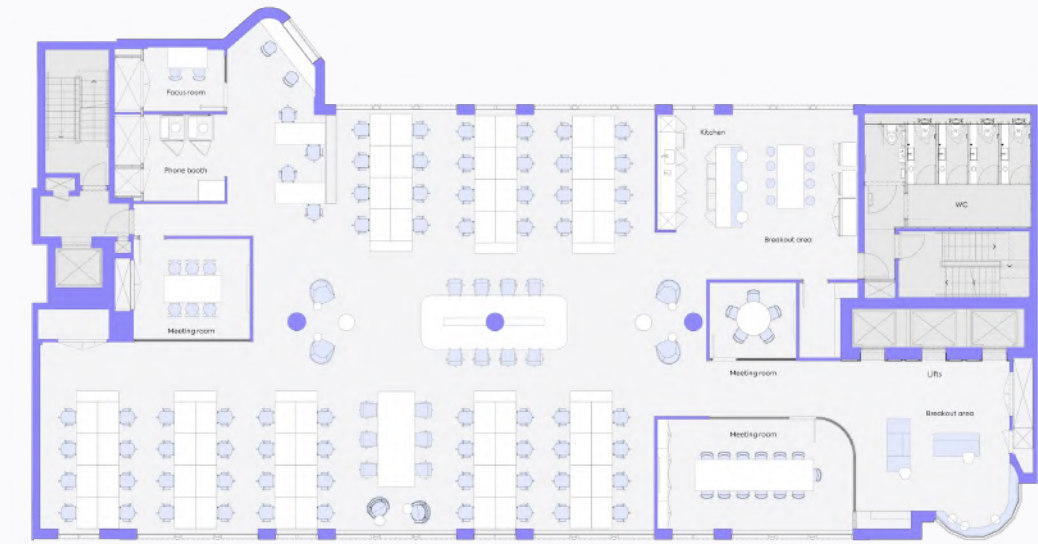 Focus room
Phone booth
Kitchen
WC
Breakout area
Meeting room
Meeting room
Lifts
Breakout area
Meeting room